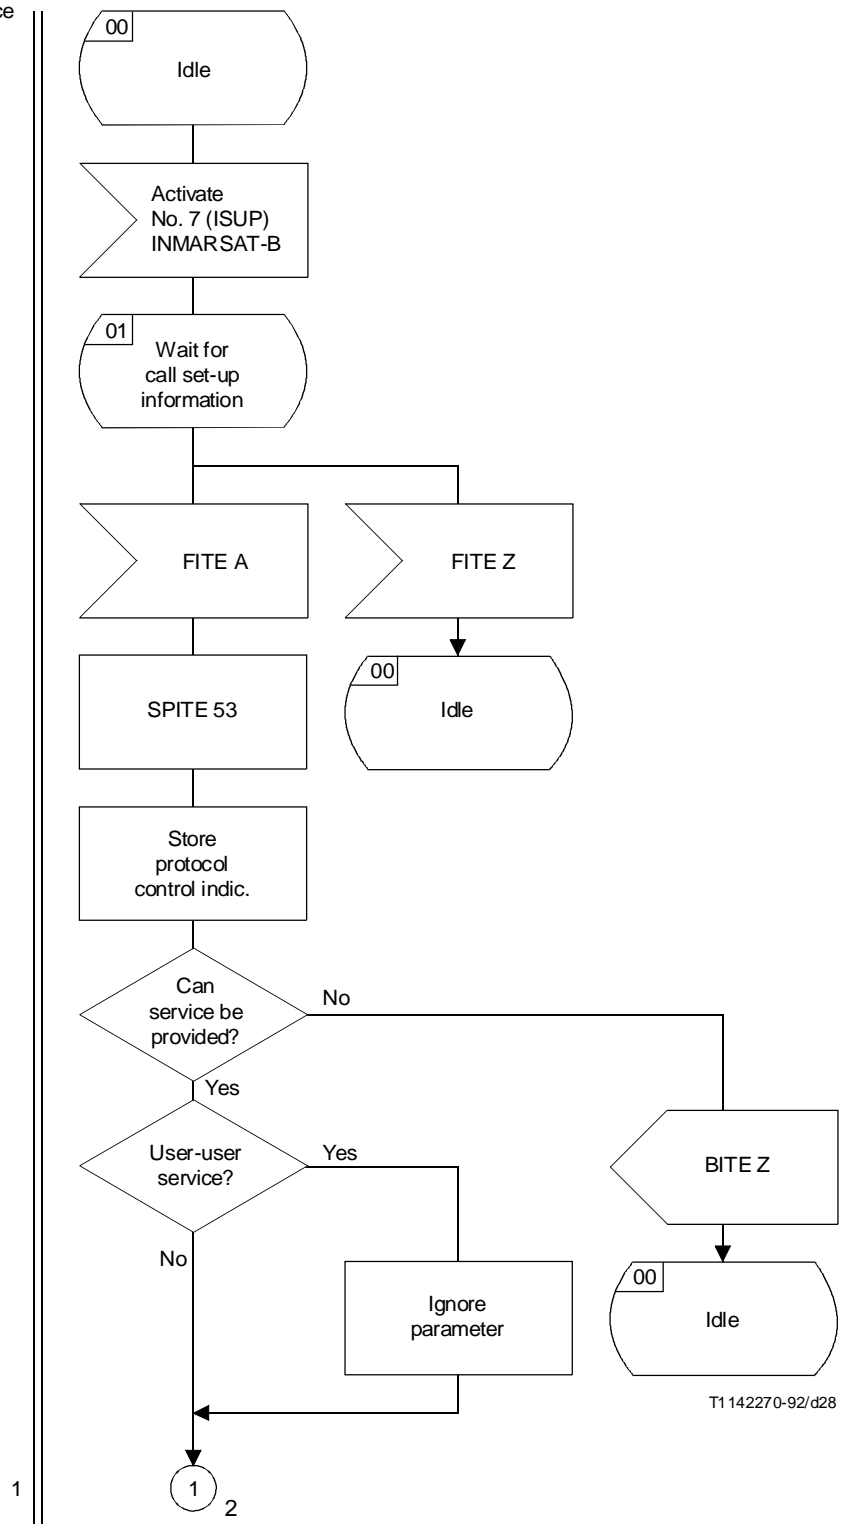 ce
00
Idle
Activate
No. 7 (ISUP)
INMARSAT-B
01
Wait for
call set-up
information
FITE A
FITE Z
SPITE 53
00
Idle
Store
protocol
control indic.
Can
service be
provided?
No
Yes
User-user
service?
Yes
BITE Z
No
Ignore
parameter
00
Idle
T1142270-92/d28
1
1
2